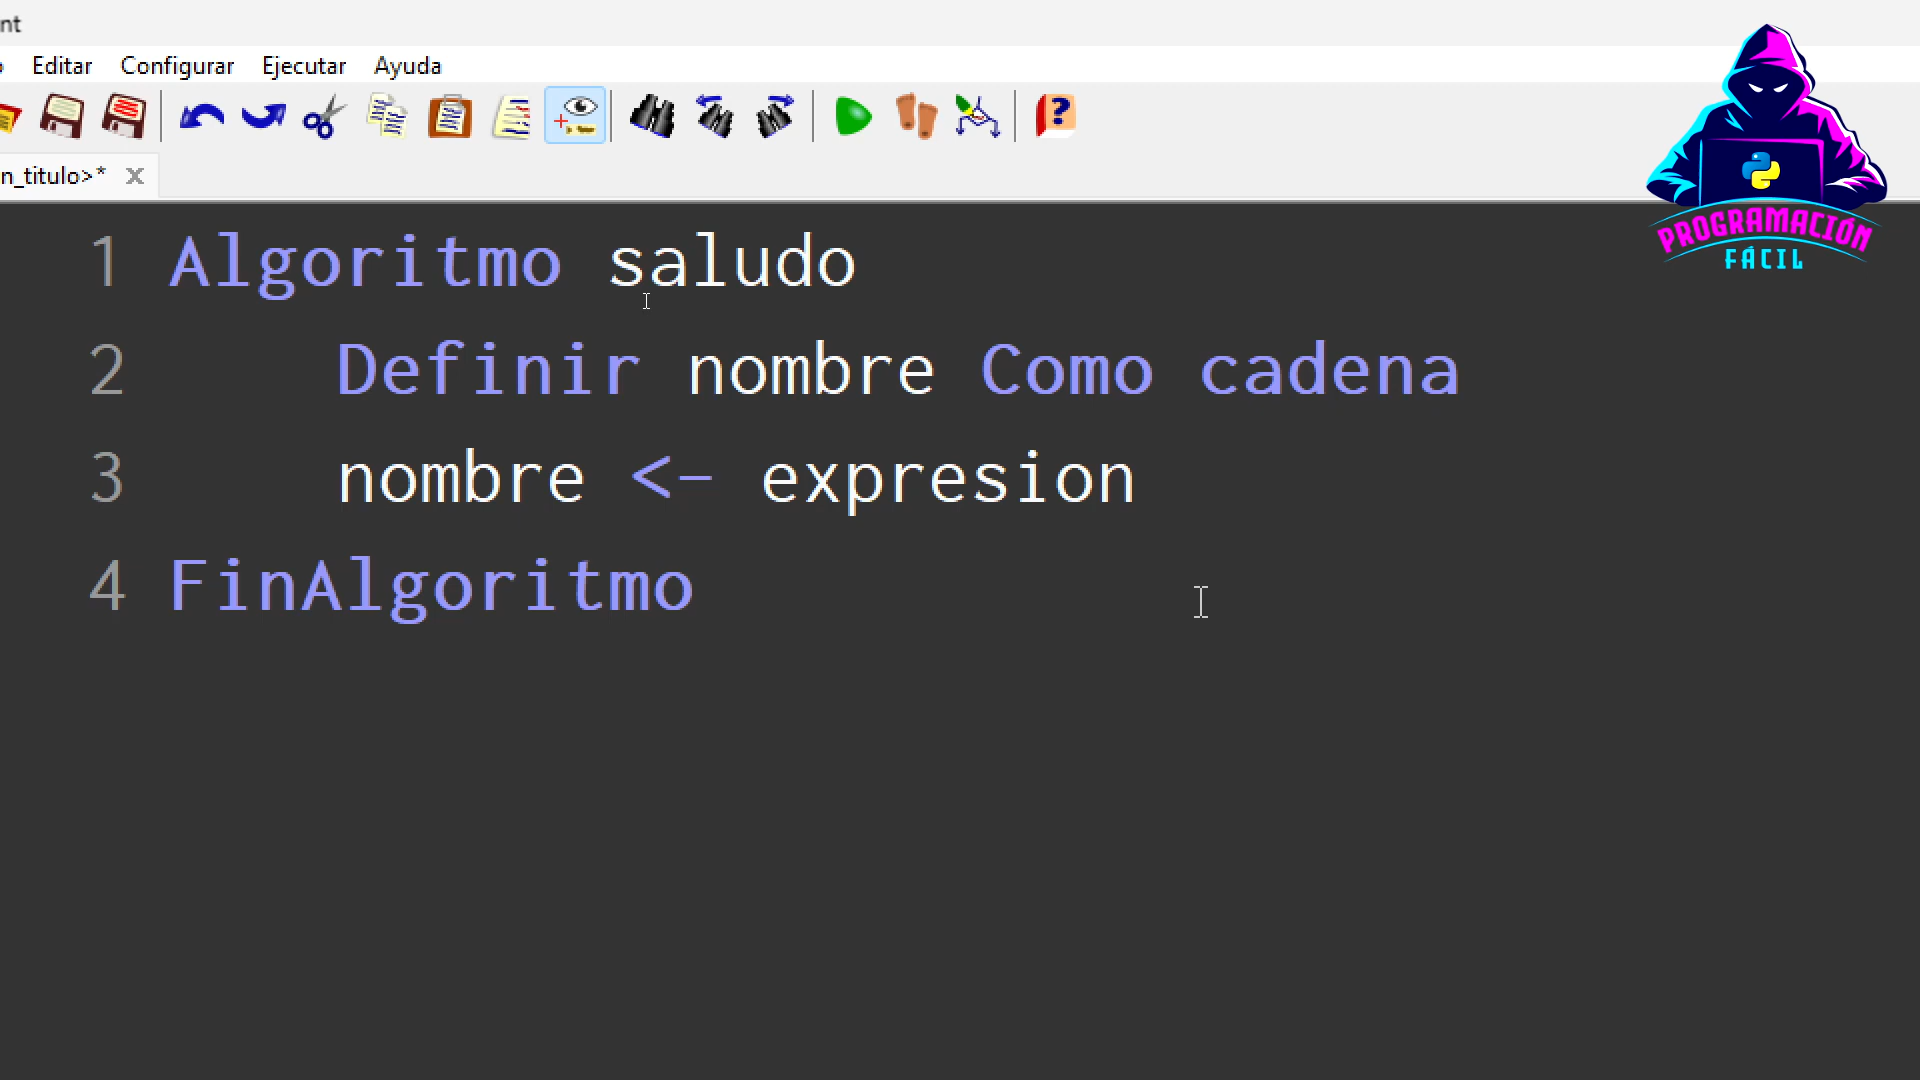 nt
Editar Configurar Ejecutar Ayuda
n_titulo>*
PROGRAMACIÓN
FÁCIL
1 Algoritmo saludo
2 Definir nombre Como cadena
3 nombre <- expresion
4 FinAlgoritmo